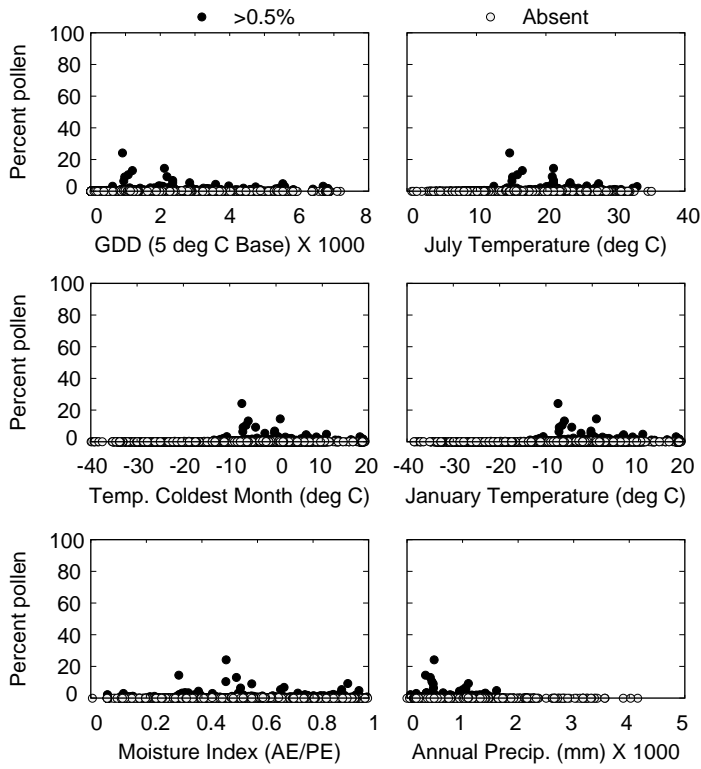 >0.5% Absent
100
80
60
40
20
0
Percent pollen
0 2 4 6 8
GDD (5 deg C Base) X 1000
0 10 20 30 40
July Temperature (deg C)
100
80
60
40
20
0
Percent pollen
-40 -30 -20 -10 0 10 20
Temp. Coldest Month (deg C)
-40 -30 -20 -10 0 10 20
January Temperature (deg C)
100
80
60
40
20
0
Percent pollen
0 0.2 0.4 0.6 0.8 1
Moisture Index (AE/PE)
0 1 2 3 4 5
Annual Precip. (mm) X 1000